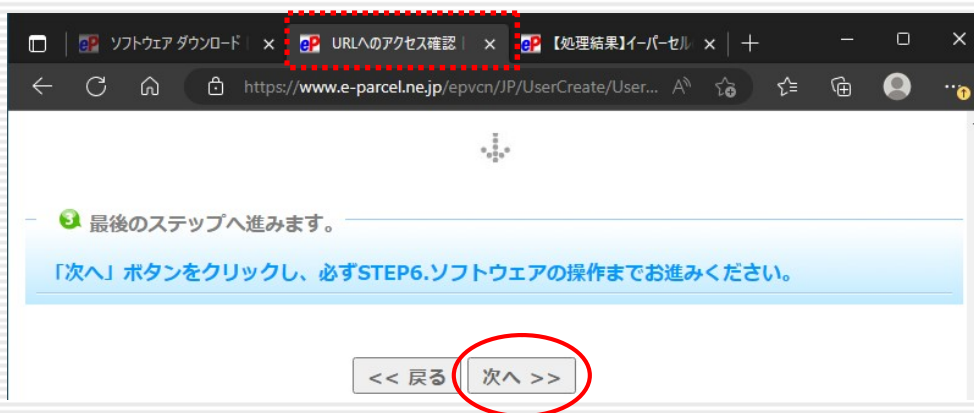 eP ソフトウェア ダウンロード
eP URLへのアクセス確認
eP 【処理結果】イーパーセル
https://www.e-parcel.ne.jp/epvcn/JP/UserCreate/User...
3 最後のステップへ進みます。
「次へ」ボタンをクリックし、必ずSTEP6.ソフトウェアの操作までお進みください。
<< 戻る
次へ >>